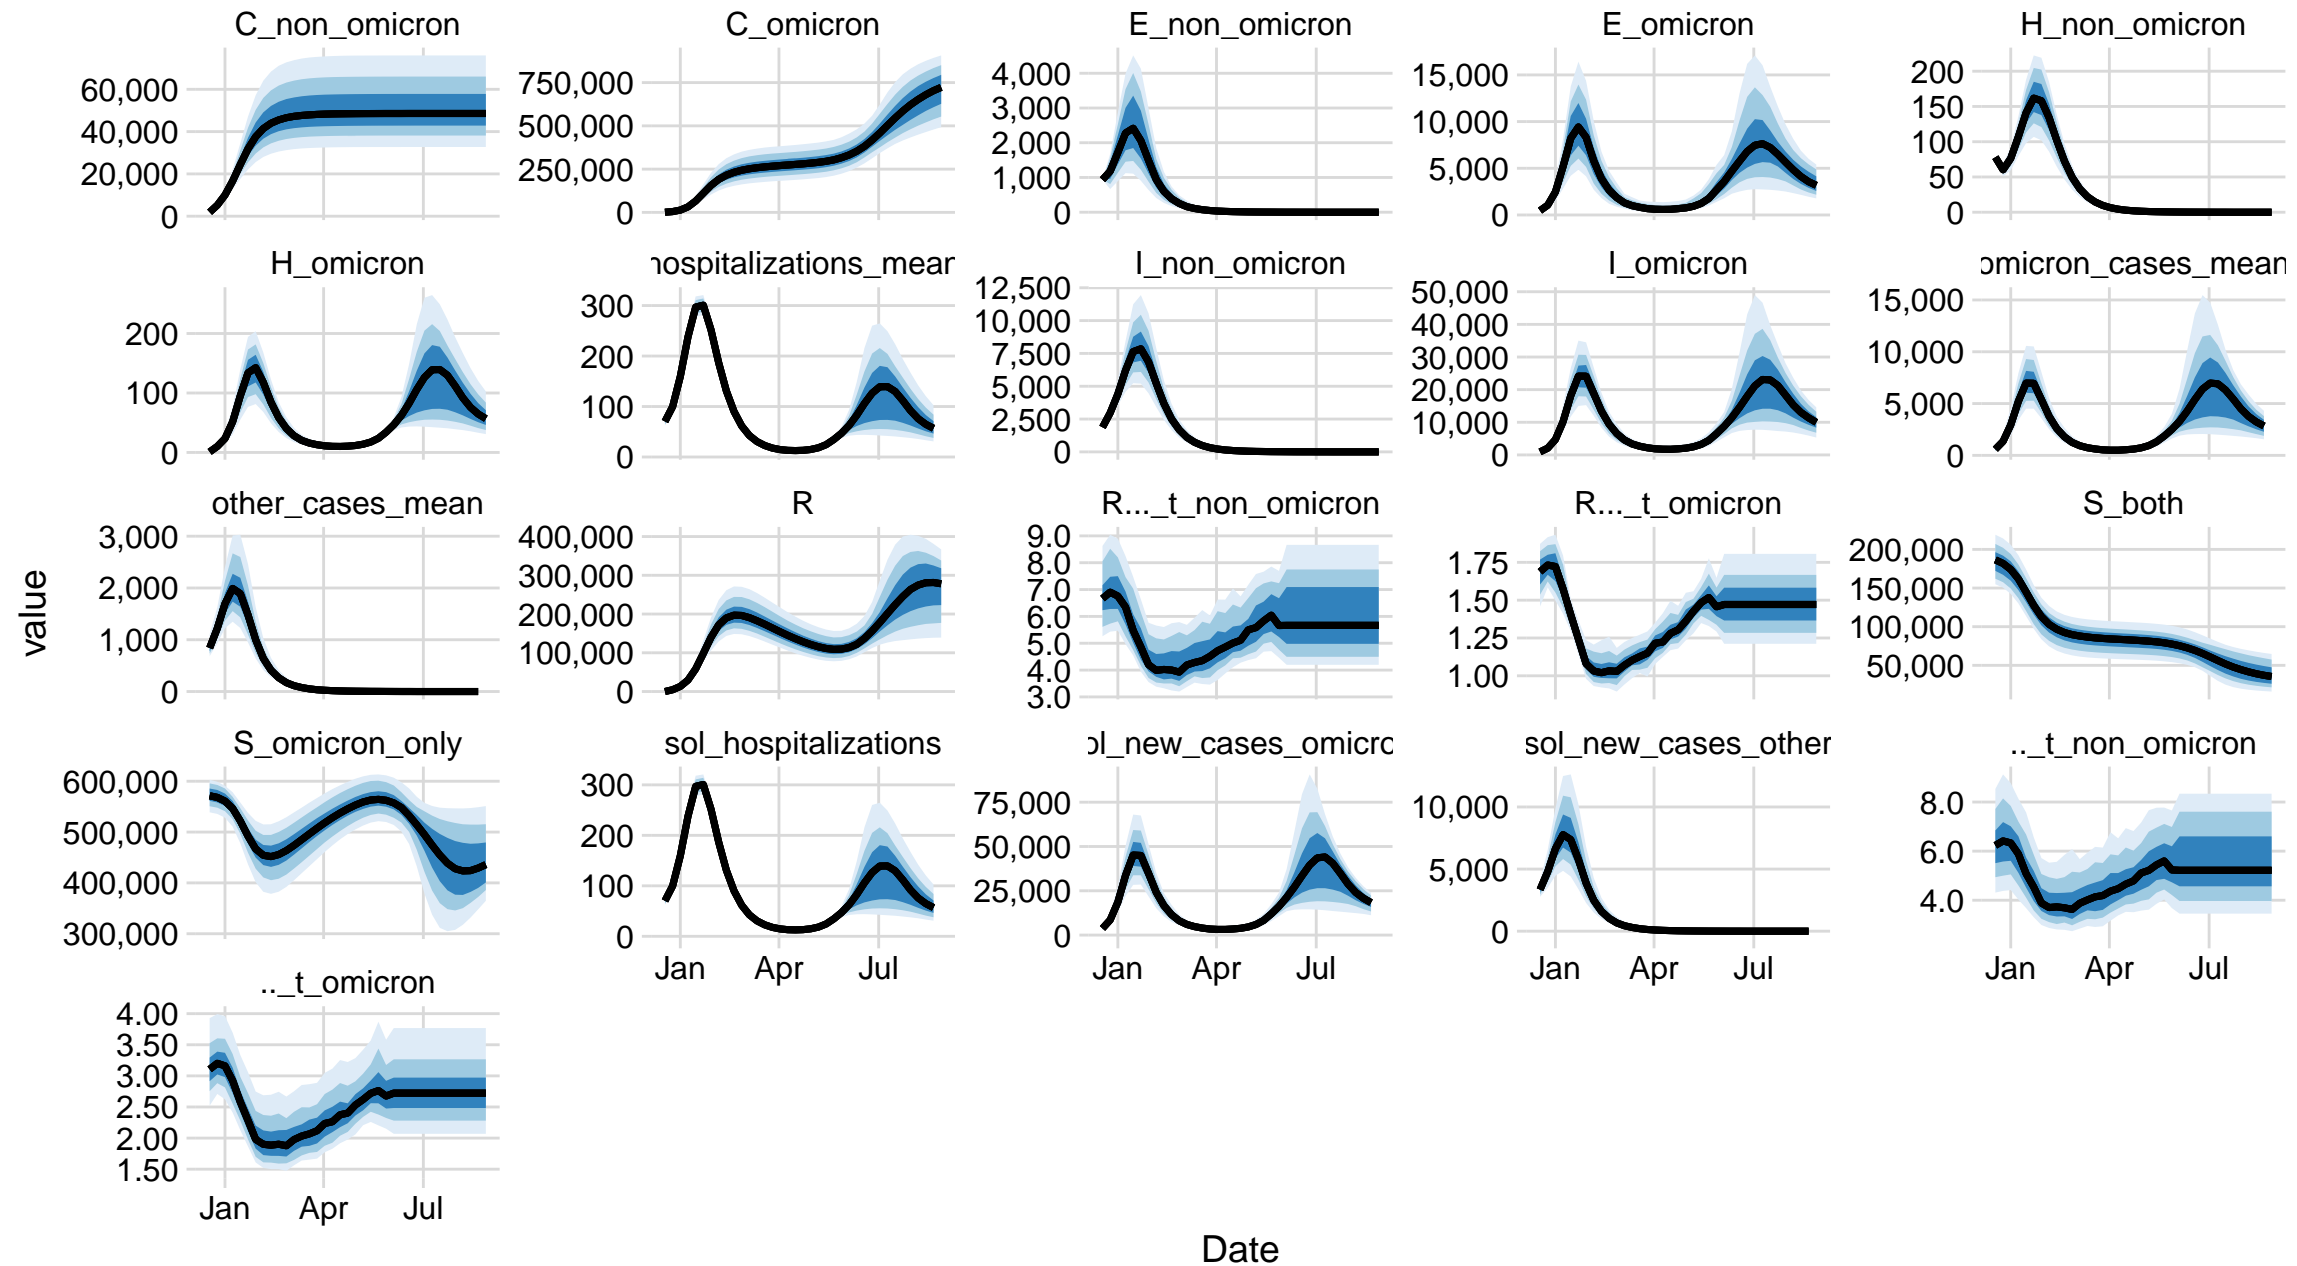 C_non_omicron C_omicron E_non_omicron E_omicron H_non_omicron
60,000 40,000 20,000 0
750,000 500,000 250,000 0
4,000 3,000 2,000 1,000 0
15,000 10,000 5,000 0
200 150 100 50 0
H_omicron hospitalizations_mean I_non_omicron I_omicron omicron_cases_mean
200 100 0
300 200 100 0
12,500 10,000 7,500 5,000 2,500 0
50,000 40,000 30,000 20,000 10,000 0
15,000 10,000 5,000 0
other_cases_mean R R..._t_non_omicron R..._t_omicron S_both
3,000 2,000 1,000 0
400,000 300,000 200,000 100,000 0
9.0 8.0 7.0 6.0 5.0 4.0 3.0
1.75 1.50 1.25 1.00
200,000 150,000 100,000 50,000
S_omicron_only sol_hospitalizations ol_new_cases_omicro sol_new_cases_other .._t_non_omicron
600,000 500,000 400,000 300,000
300 200 100 0
75,000 50,000 25,000 0
10,000 5,000 0
8.0 6.0 4.0
Jan Apr Jul
Jan Apr Jul
Jan Apr Jul
Jan Apr Jul
.._t_omicron
4.00 3.50 3.00 2.50 2.00 1.50
Jan Apr Jul
value
Date